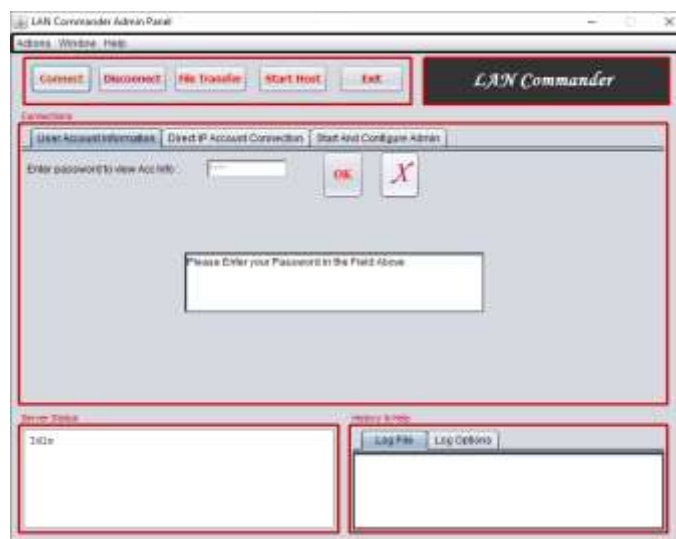 LAN Commander Admin Panel
Actions Window Help
Connect Disconnect File Transfer Start Host Exit
LAN Commander
Connections
User Account Information Direct IP Account Connection Start And Configure Admin
Enter password to view Acc Info
OK X
Please Enter your Password in the Field Above
Server Status
History & Help
Idle
Log File Log Options